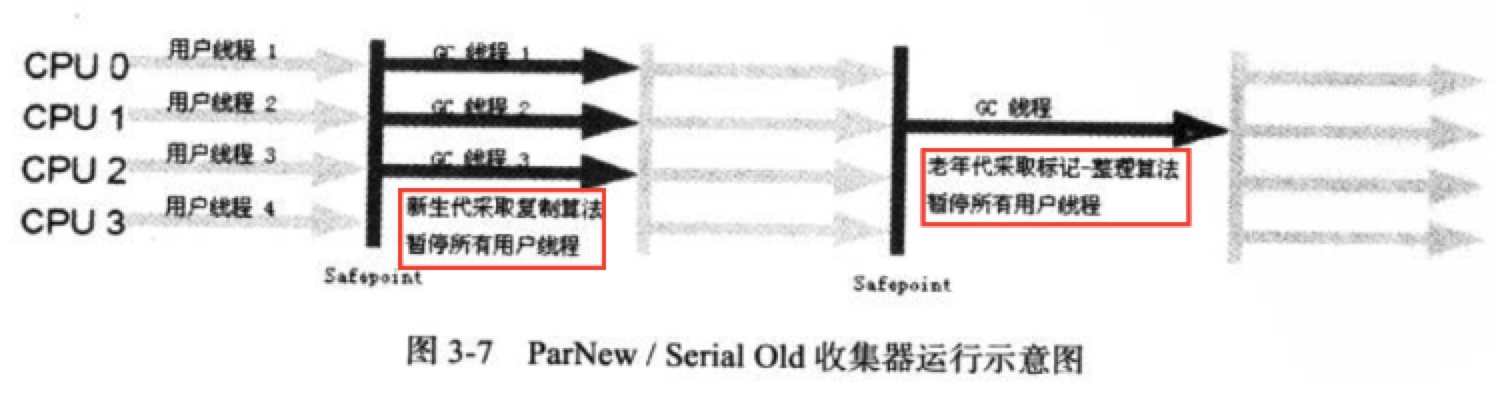 CPU 0 用户线程 1 GC 线程 1
CPU 1 用户线程 2 GC 线程 2 GC 线程
CPU 2 用户线程 3 GC 线程 3 老年代采取标记-整理算法
CPU 3 用户线程 4 新生代采取复制算法 暂停所有用户线程
暂停所有用户线程
Safepoint
Safepoint
图 3-7 ParNew / Serial Old 收集器运行示意图